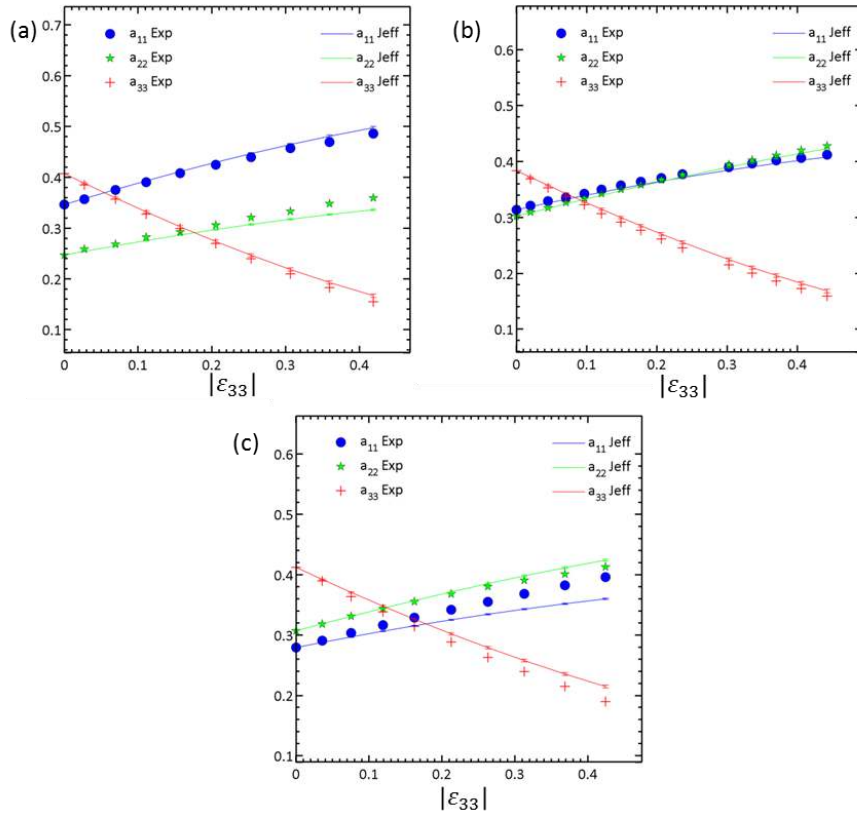 (a)
0.7
a11 Exp a11 Jeff
a22 Exp a22 Jeff
0.6
a33 Exp a33 Jeff
0.5
0.4
0.3
0.2
0.1
0 0.1 0.2 0.3 0.4
|ε33|
(b)
a11 Exp a11 Jeff
0.6
a22 Exp a22 Jeff
a33 Exp a33 Jeff
0.5
0.4
0.3
0.2
0.1
0 0.1 0.2 0.3 0.4
|ε33|
(c)
a11 Exp a11 Jeff
0.6
a22 Exp a22 Jeff
a33 Exp a33 Jeff
0.5
0.4
0.3
0.2
0.1
0 0.1 0.2 0.3 0.4
|ε33|